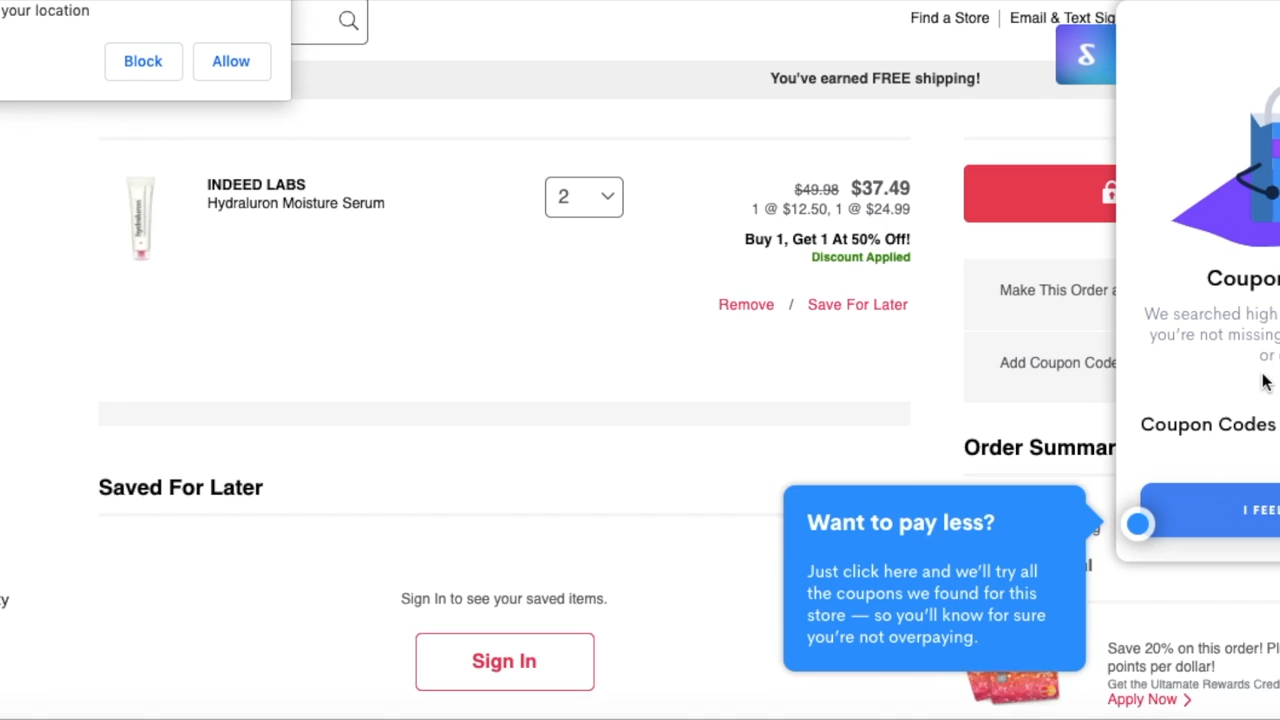 your location
Block
Allow
Find a Store
Email & Text Sig
You've earned FREE shipping!
INDEED LABS
Hydraluron Moisture Serum
2
$49.98 $37.49
1 @ $12.50, 1 @ $24.99
Buy 1, Get 1 At 50% Off!
Discount Applied
Remove / Save For Later
Make This Order a
Add Coupon Code
Order Summar
Coupon
We searched high
you're not missing
or
Coupon Codes
I FEEL
Saved For Later
Want to pay less?
Just click here and we'll try all
the coupons we found for this
store — so you'll know for sure
you're not overpaying.
Sign In to see your saved items.
Sign In
ty
Save 20% on this order! Pl
points per dollar!
Get the Ultamate Rewards Cred
Apply Now >